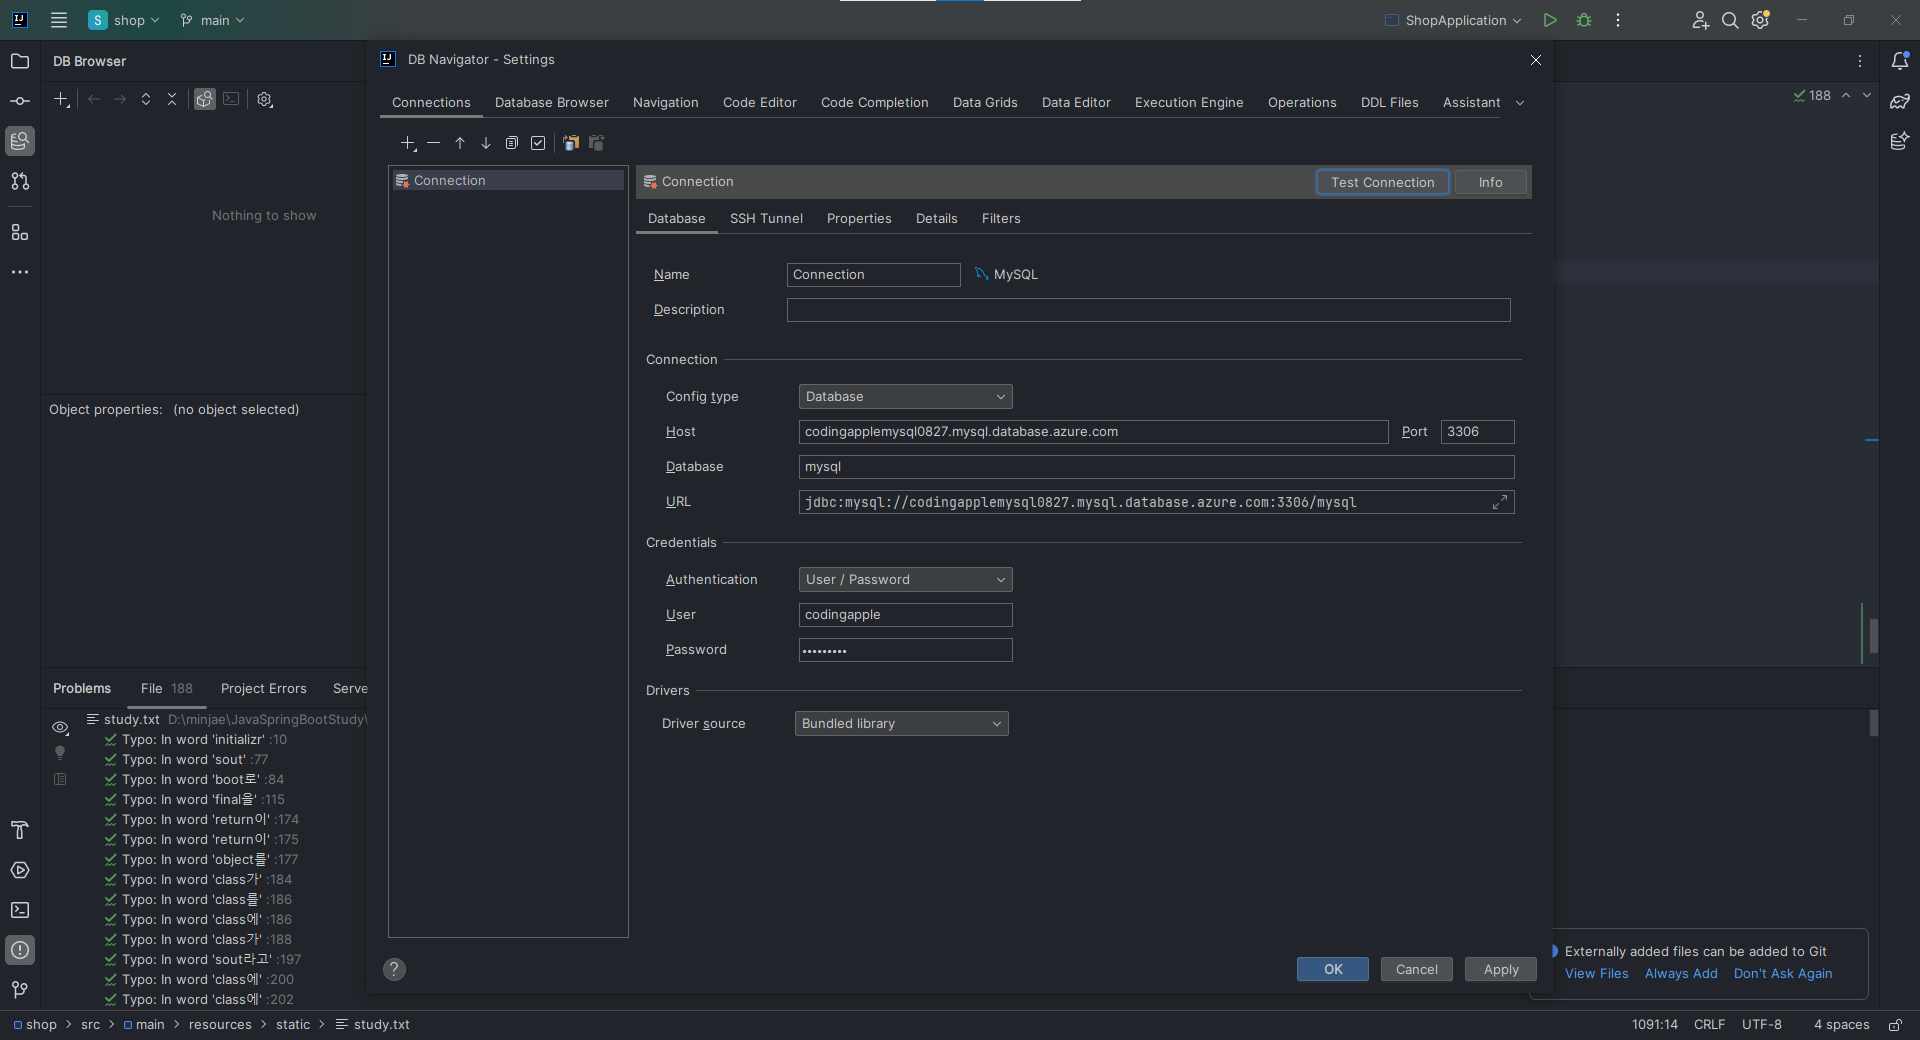 IJ
S shop main ShopApplication
DB Browser
Nothing to show
Object properties: (no object selected)
IJ DB Navigator - Settings
Connections Database Browser Navigation Code Editor Code Completion Data Grids Data Editor Execution Engine Operations DDL Files Assistant
Connection
Connection Test Connection Info
Database SSH Tunnel Properties Details Filters
Name Connection MySQL
Description
Connection
Config type Database
Host codingapplemysql0827.mysql.database.azure.com Port 3306
Database mysql
URL jdbc:mysql://codingapplemysql0827.mysql.database.azure.com:3306/mysql
Credentials
Authentication User / Password
User codingapple
Password •••••••••
Drivers
Driver source Bundled library
? OK Cancel Apply
188
Problems File 188 Project Errors Serve
study.txt D:\minjae\JavaSpringBootStudy\
Typo: In word 'initializr' :10
Typo: In word 'sout' :77
Typo: In word 'boot로' :84
Typo: In word 'final을' :115
Typo: In word 'return이' :174
Typo: In word 'return이' :175
Typo: In word 'object를' :177
Typo: In word 'class가' :184
Typo: In word 'class를' :186
Typo: In word 'class에' :186
Typo: In word 'class가' :188
Typo: In word 'sout라고' :197
Typo: In word 'class에' :200
Typo: In word 'class에' :202
Externally added files can be added to Git
View Files Always Add Don't Ask Again
shop > src > main > resources > static > study.txt
1091:14 CRLF UTF-8 4 spaces